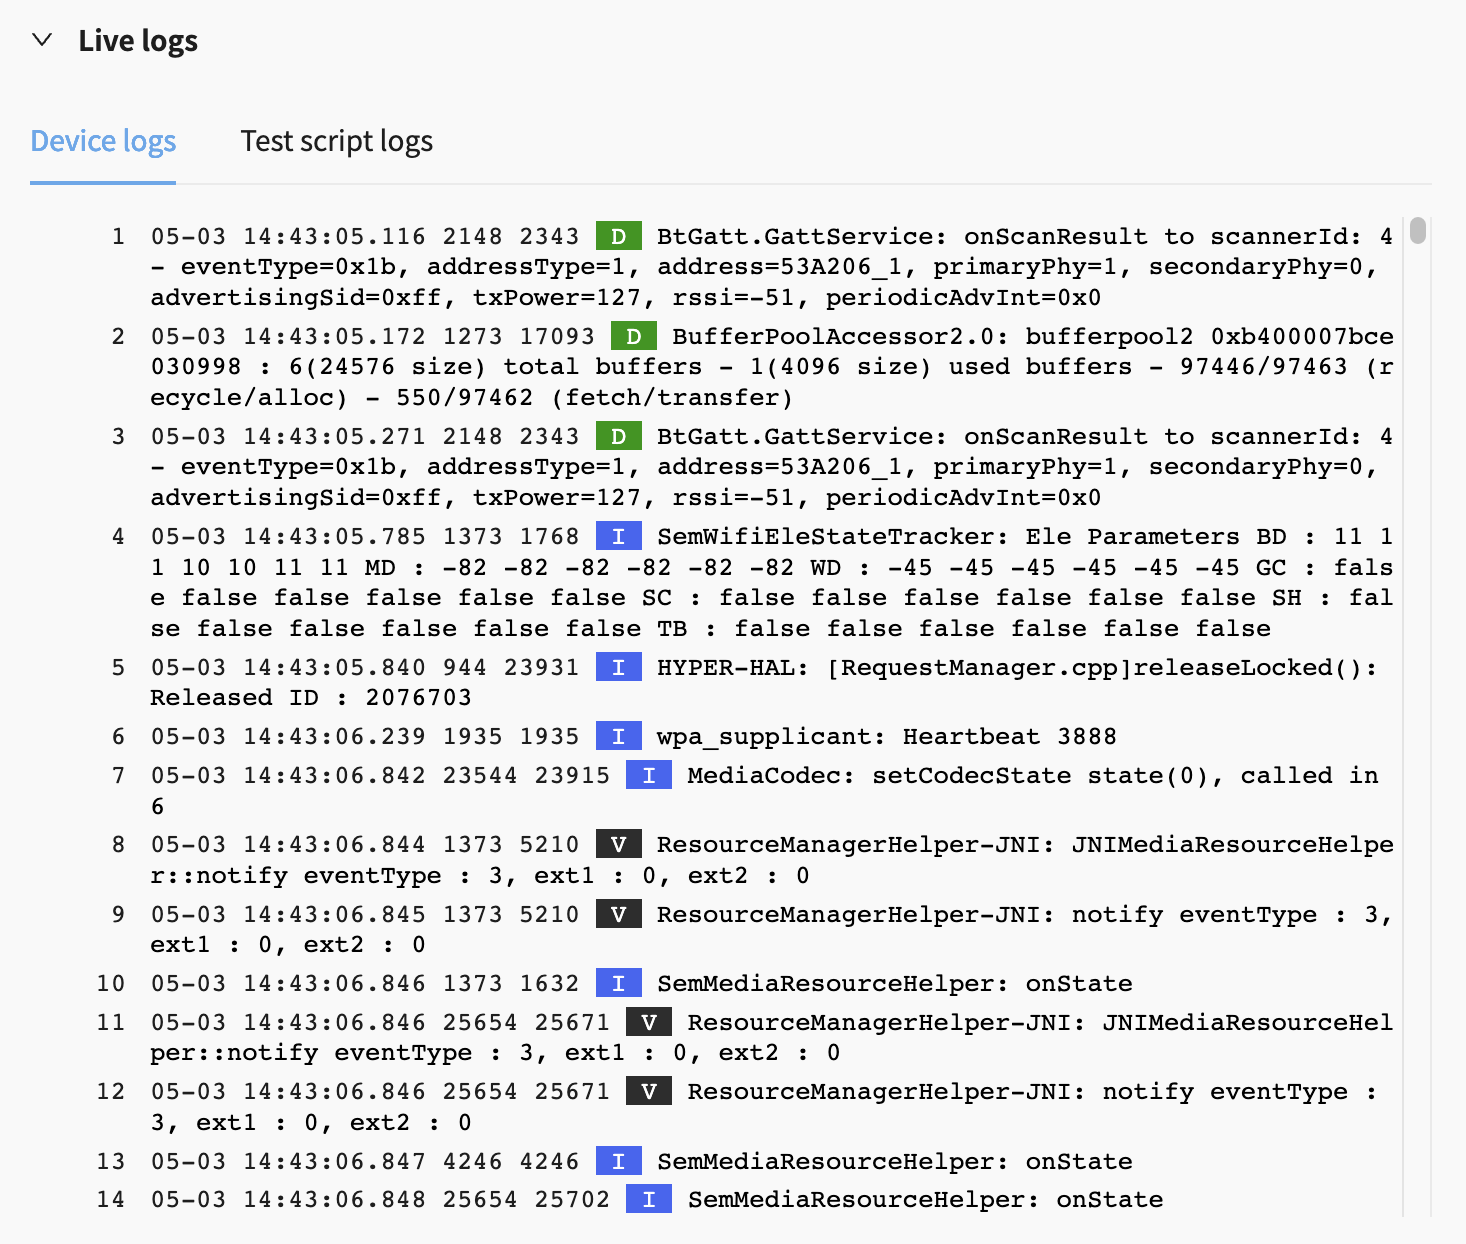 Live logs
Device logs
Test script logs
1 05-03 14:43:05.116 2148 2343 D BtGatt.GattService: onScanResult to scannerId: 4
- eventType=0x1b, addressType=1, address=53A206_1, primaryPhy=1, secondaryPhy=0,
advertisingSid=0xff, txPower=127, rssi=-51, periodicAdvInt=0x0
2 05-03 14:43:05.172 1273 17093 D BufferPoolAccessor2.0: bufferpool2 0xb400007bce
030998 : 6(24576 size) total buffers - 1(4096 size) used buffers - 97446/97463 (r
ecycle/alloc) - 550/97462 (fetch/transfer)
3 05-03 14:43:05.271 2148 2343 D BtGatt.GattService: onScanResult to scannerId: 4
- eventType=0x1b, addressType=1, address=53A206_1, primaryPhy=1, secondaryPhy=0,
advertisingSid=0xff, txPower=127, rssi=-51, periodicAdvInt=0x0
4 05-03 14:43:05.785 1373 1768 I SemWifiEleStateTracker: Ele Parameters BD : 11 1
1 10 10 11 11 MD : -82 -82 -82 -82 -82 -82 WD : -45 -45 -45 -45 -45 -45 GC : fals
e false false false false false SC : false false false false false false SH : fal
se false false false false false TB : false false false false false false
5 05-03 14:43:05.840 944 23931 I HYPER-HAL: [RequestManager.cpp]releaseLocked():
Released ID : 2076703
6 05-03 14:43:06.239 1935 1935 I wpa_supplicant: Heartbeat 3888
7 05-03 14:43:06.842 23544 23915 I MediaCodec: setCodecState state(0), called in
6
8 05-03 14:43:06.844 1373 5210 V ResourceManagerHelper-JNI: JNIMediaResourceHelpe
r::notify eventType : 3, ext1 : 0, ext2 : 0
9 05-03 14:43:06.845 1373 5210 V ResourceManagerHelper-JNI: notify eventType : 3,
ext1 : 0, ext2 : 0
10 05-03 14:43:06.846 1373 1632 I SemMediaResourceHelper: onState
11 05-03 14:43:06.846 25654 25671 V ResourceManagerHelper-JNI: JNIMediaResourceHel
per::notify eventType : 3, ext1 : 0, ext2 : 0
12 05-03 14:43:06.846 25654 25671 V ResourceManagerHelper-JNI: notify eventType :
3, ext1 : 0, ext2 : 0
13 05-03 14:43:06.847 4246 4246 I SemMediaResourceHelper: onState
14 05-03 14:43:06.848 25654 25702 I SemMediaResourceHelper: onState